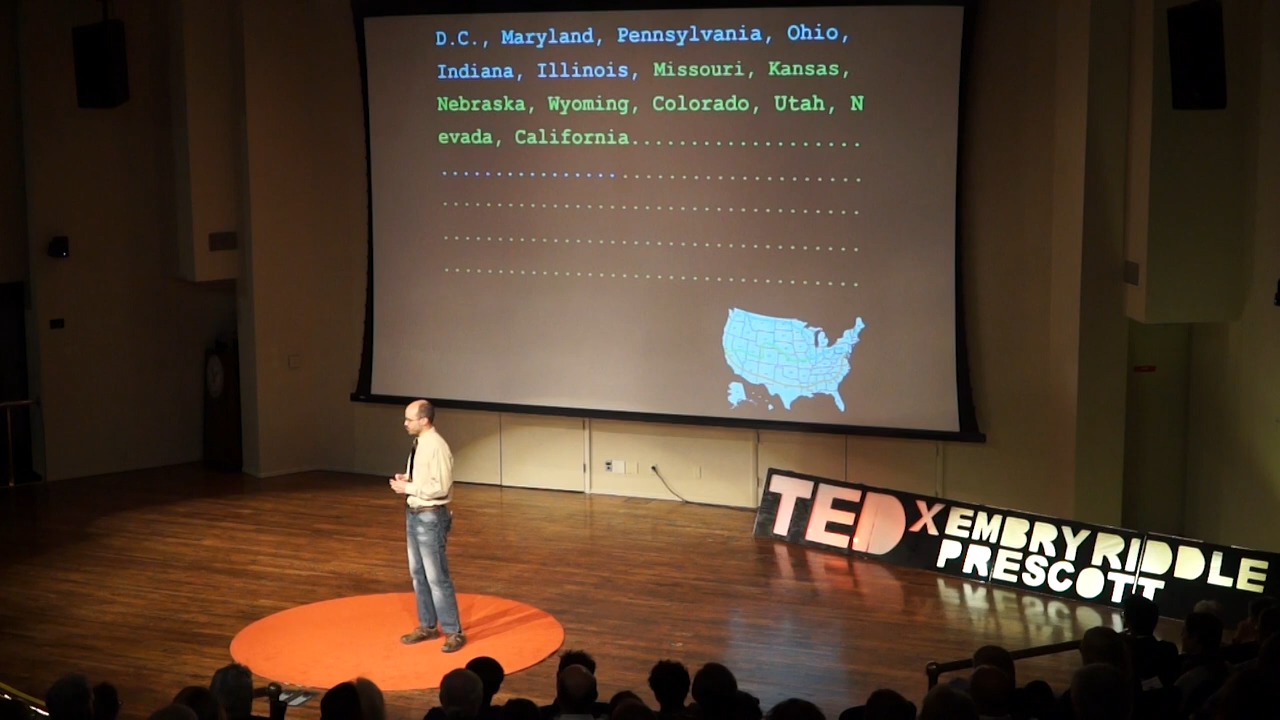 D.C., Maryland, Pennsylvania, Ohio,
Indiana, Illinois, Missouri, Kansas,
Nebraska, Wyoming, Colorado, Utah, N
evada, California...................
....................................
....................................
....................................
....................................
TEDX EMBRY RIDDLE
PRESCOTT